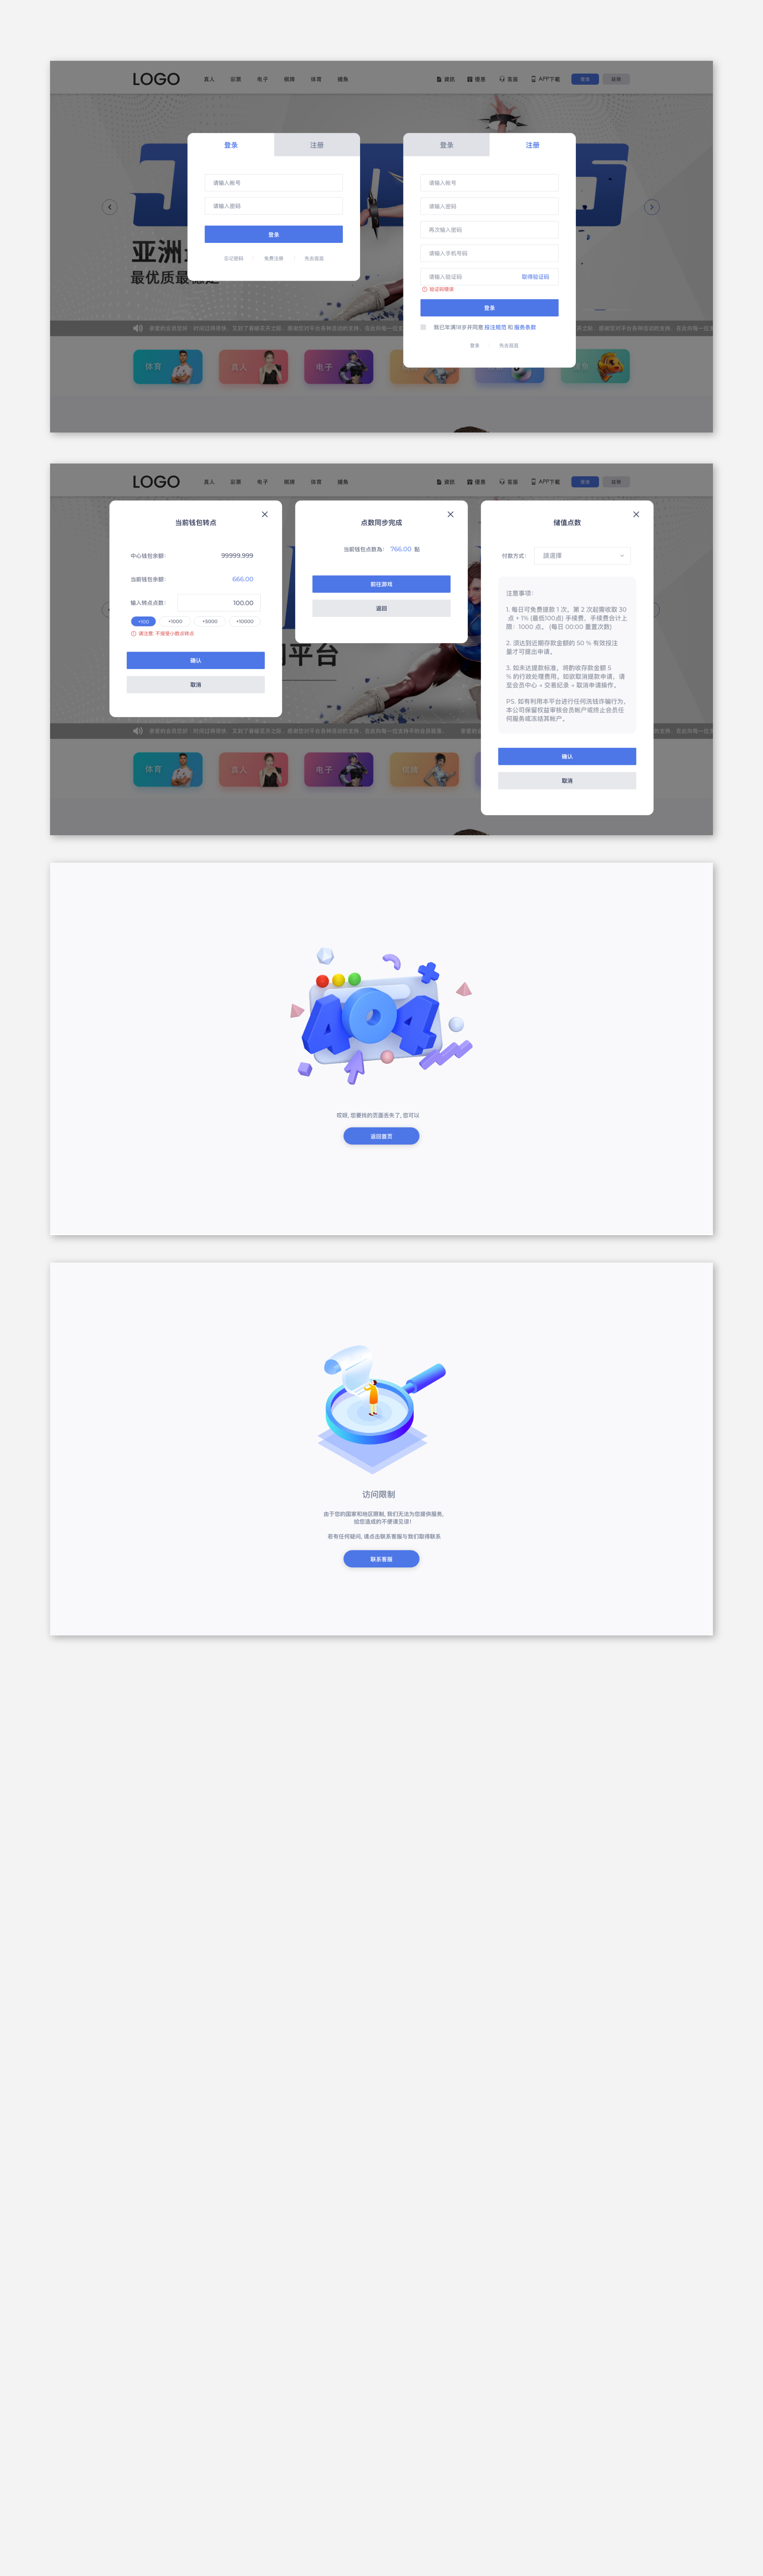 LOGO
真人
彩票
电子
棋牌
体育
捕鱼
優惠
客服
APP下載
登录
註冊
登录
注册
请输入帐号
请输入密码
登录
忘记密码
免费注册
先去逛逛
登录
注册
请输入帐号
请输入密码
再次输入密码
请输入手机号码
请输入验证码
取得验证码
验证码错误
登录
我已年满18岁并同意 投注规范 和 服务条款
登录
先去逛逛
亚洲
最优质最稳定
体育
真人
电子
LOGO
真人
彩票
电子
棋牌
体育
捕鱼
優惠
客服
APP下載
登录
註冊
当前钱包转点
中心钱包余额:
99999.999
当前钱包余额:
666.00
输入转点点数:
100.00
+100
+1000
+5000
+10000
请注意: 不接受小数点转点
确认
取消
点数同步完成
当前钱包点数為: 766.00 點
前往游戏
返回
储值点数
付款方式:
請選擇
注意事项:
1. 每日可免费提款 1 次，第 2 次起需收取 30
点 + 1% (最低100点) 手续费，手续费合计上
限：1000 点。 (每日 00:00 重置次数)
2. 须达到近期存款金额的 50 % 有效投注
量才可提出申请。
3. 如未达提款标准，将酌收存款金额 5
% 的行政处理费用。如欲取消提款申请，请
至会员中心 + 交易紀录 + 取消申请操作。
PS. 如有利用本平台进行任何洗钱诈骗行为，
本公司保留权益审核会员帐户或终止会员任
何服务或冻结其帐户。
确认
取消
平台
体育
真人
电子
棋牌
404
哎呀, 您要找的页面丢失了, 您可以
返回首页
访问限制
由于您的国家和地区限制, 我们无法为您提供服务,
给您造成的不便请见谅!
若有任何疑问, 请点击联系客服与我们取得联系
联系客服